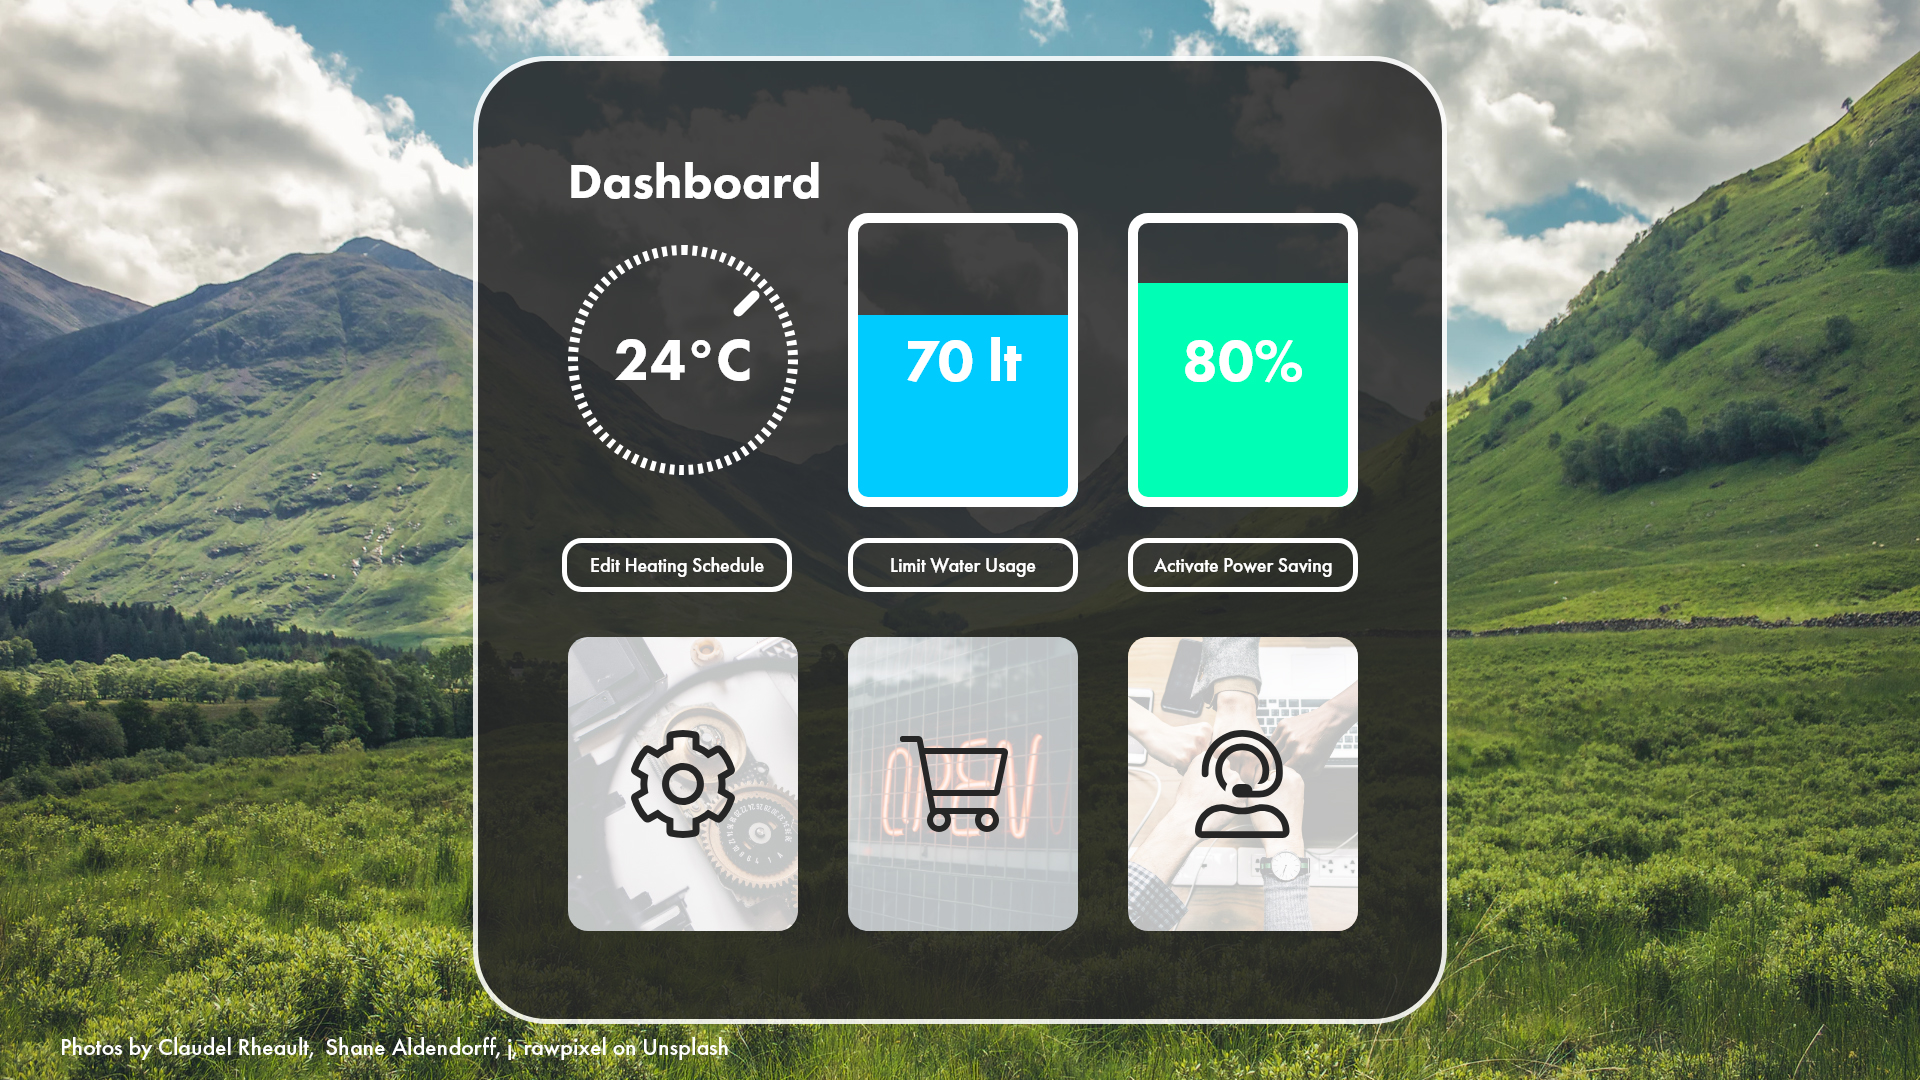 Dashboard
24°C
70 lt
80%
Edit Heating Schedule
Limit Water Usage
Activate Power Saving
OPEN
Photos by Claudel Rheault,  Shane Aldendorff, j, rawpixel on Unsplash